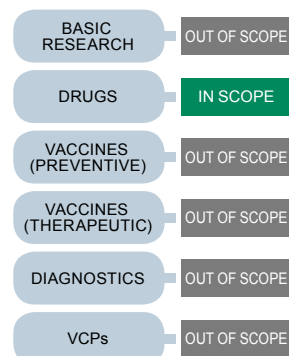 BASIC
RESEARCH
OUT OF SCOPE
DRUGS
IN SCOPE
VACCINES
(PREVENTIVE)
OUT OF SCOPE
VACCINES
(THERAPEUTIC)
OUT OF SCOPE
DIAGNOSTICS
OUT OF SCOPE
VCPs
OUT OF SCOPE